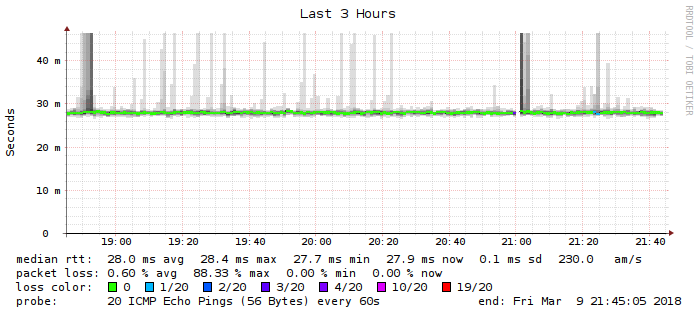 Last 3 Hours
RRDTOOL / TOBI OETIKER
Seconds
40 m
30 m
20 m
10 m
0
19:00 19:20 19:40 20:00 20:20 20:40 21:00 21:20 21:40
median rtt: 28.0 ms avg 28.4 ms max 27.7 ms min 27.9 ms now 0.1 ms sd 230.0 am/s
packet loss: 0.60 % avg 88.33 % max 0.00 % min 0.00 % now
loss color: 0 1/20 2/20 3/20 4/20 10/20 19/20
probe: 20 ICMP Echo Pings (56 Bytes) every 60s end: Fri Mar 9 21:45:05 2018